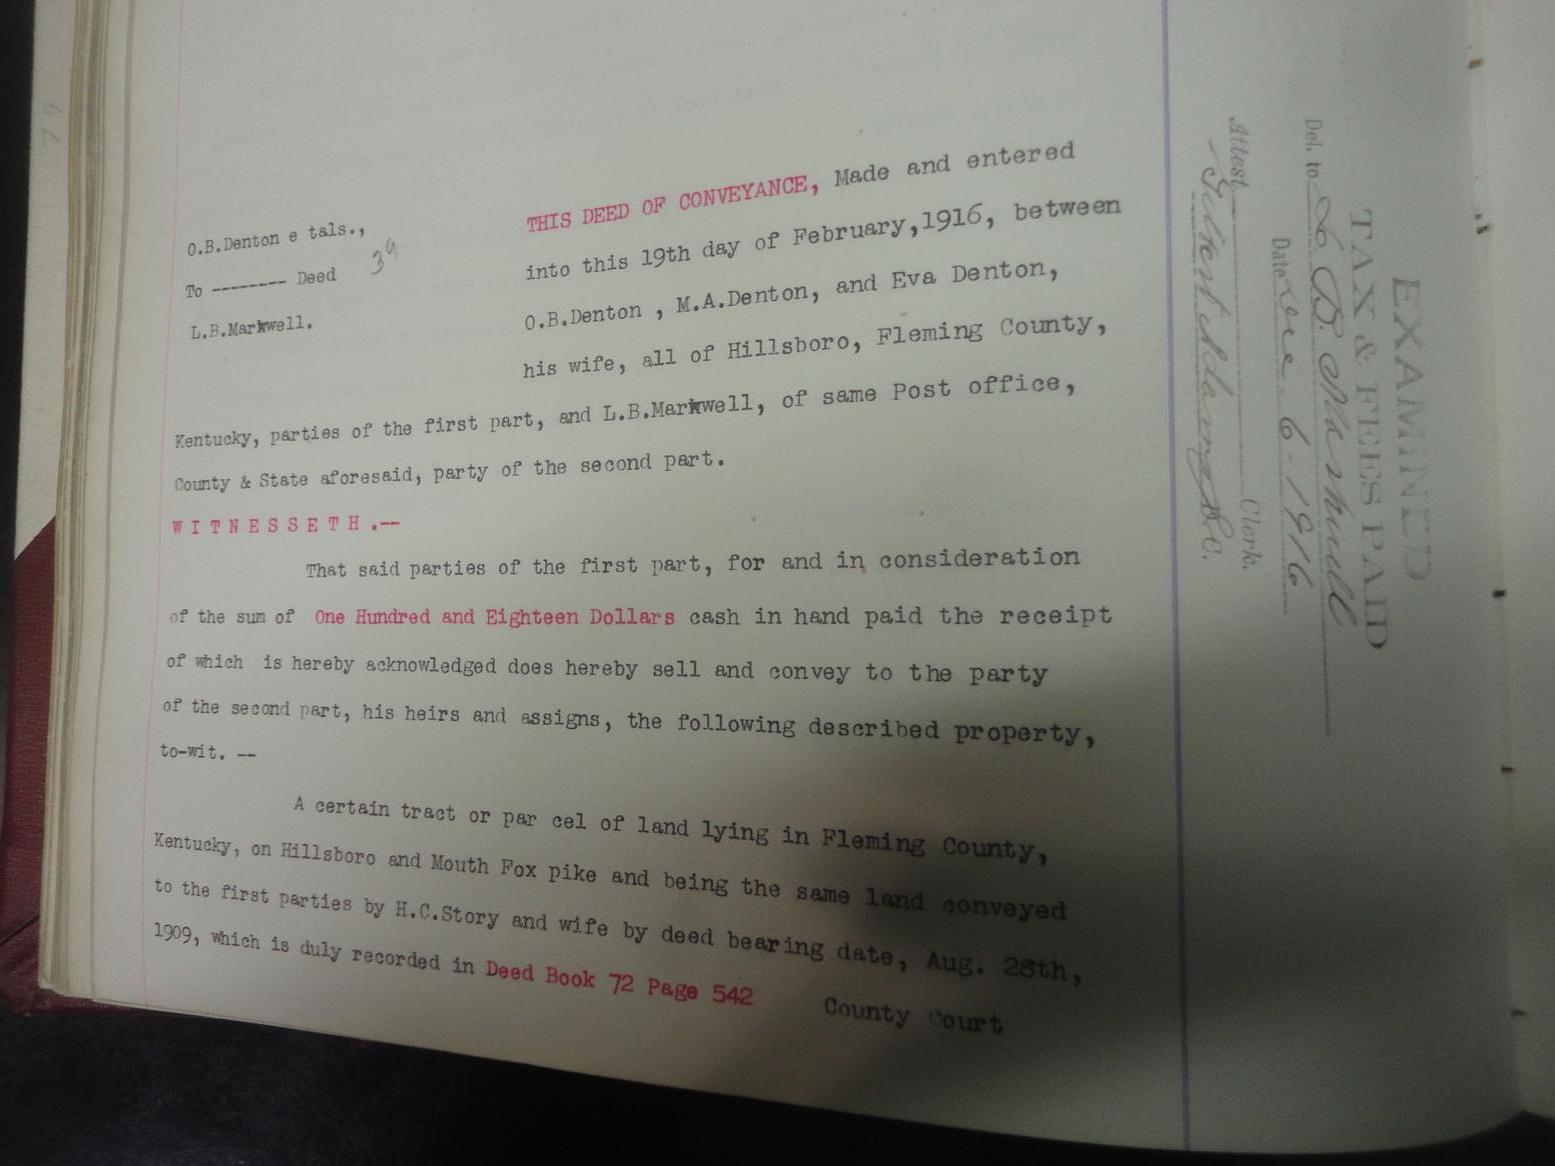 O.B.Denton e tals.,
To -------- Deed 39
L.B.Markwell.
THIS DEED OF CONVEYANCE, Made and entered
into this 19th day of February,1916, between
O.B.Denton , M.A.Denton, and Eva Denton,
his wife, all of Hillsboro, Fleming County,
Kentucky, parties of the first part, and L.B.Markwell, of same Post office,
County & State aforesaid, party of the second part.
W I T N E S S E T H .--
That said parties of the first part, for and in consideration
of the sum of One Hundred and Eighteen Dollars cash in hand paid the receipt
of which is hereby acknowledged does hereby sell and convey to the party
of the second part, his heirs and assigns, the following described property,
to-wit. --
A certain tract or par cel of land lying in Fleming County,
Kentucky, on Hillsboro and Mouth Fox pike and being the same land conveyed
to the first parties by H.C.Story and wife by deed bearing date, Aug. 28th,
1909, which is duly recorded in Deed Book 72 Page 542 County Court
EXAMINED
TAX & FEES PAID
Del. to L B. Markwell
Date Dec 6-1916
Attest Clerk.
D.C.